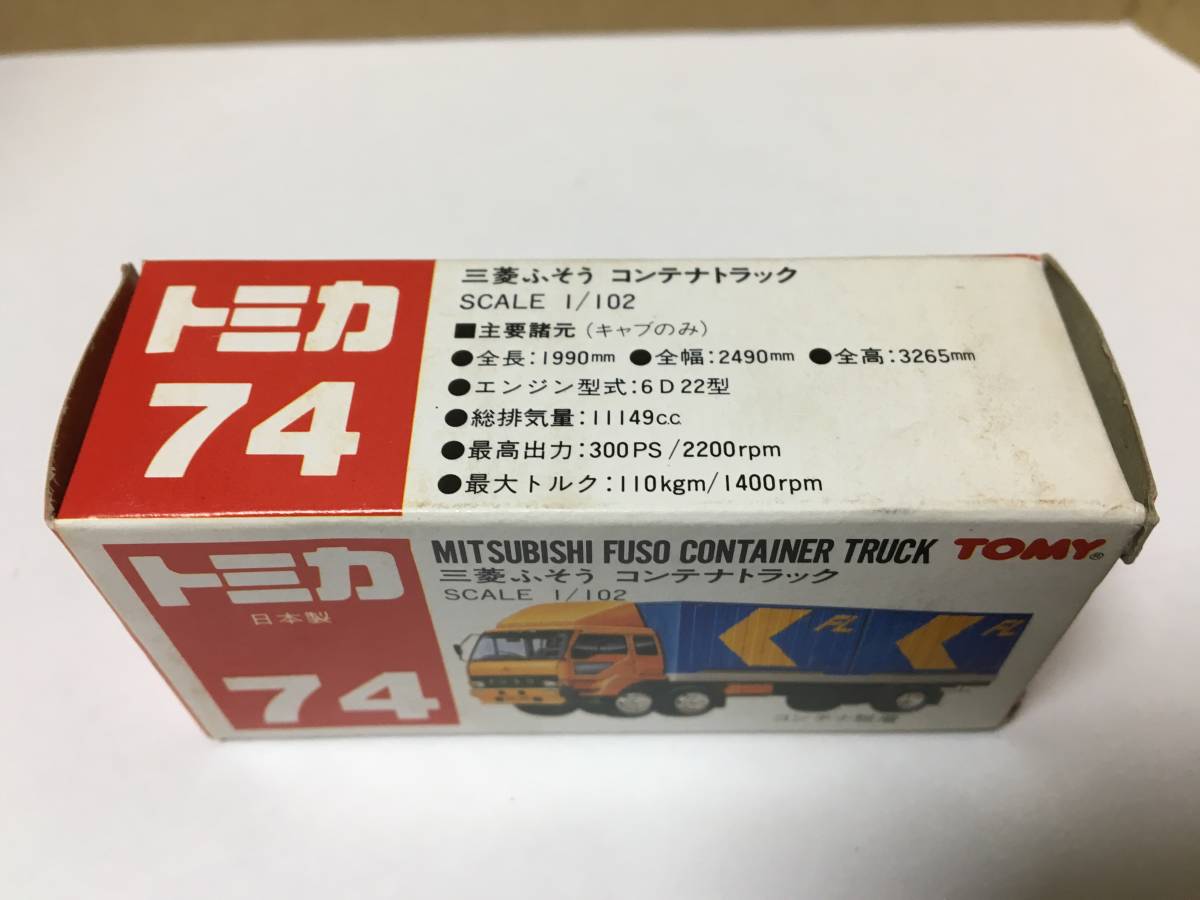 トミカ
74
三菱ふそう コンテナトラック
SCALE 1/102
■主要諸元 (キャブのみ)
●全長:1990mm ●全幅:2490mm ●全高:3265mm
●エンジン型式:6D22型
●総排気量:11149c.c.
●最高出力:300PS/2200rpm
●最大トルク:110kgm/1400rpm
トミカ
日本製
74
MITSUBISHI FUSO CONTAINER TRUCK TOMY®
三菱ふそう コンテナトラック
SCALE 1/102
FL FL